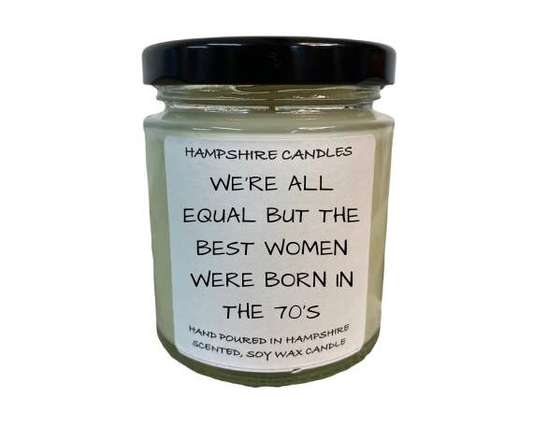 HAMPSHIRE CANDLES
WE'RE ALL
EQUAL BUT THE
BEST WOMEN
WERE BORN IN
THE 70'S
HAND POURED IN HAMPSHIRE
SCENTED, SOY WAX CANDLE